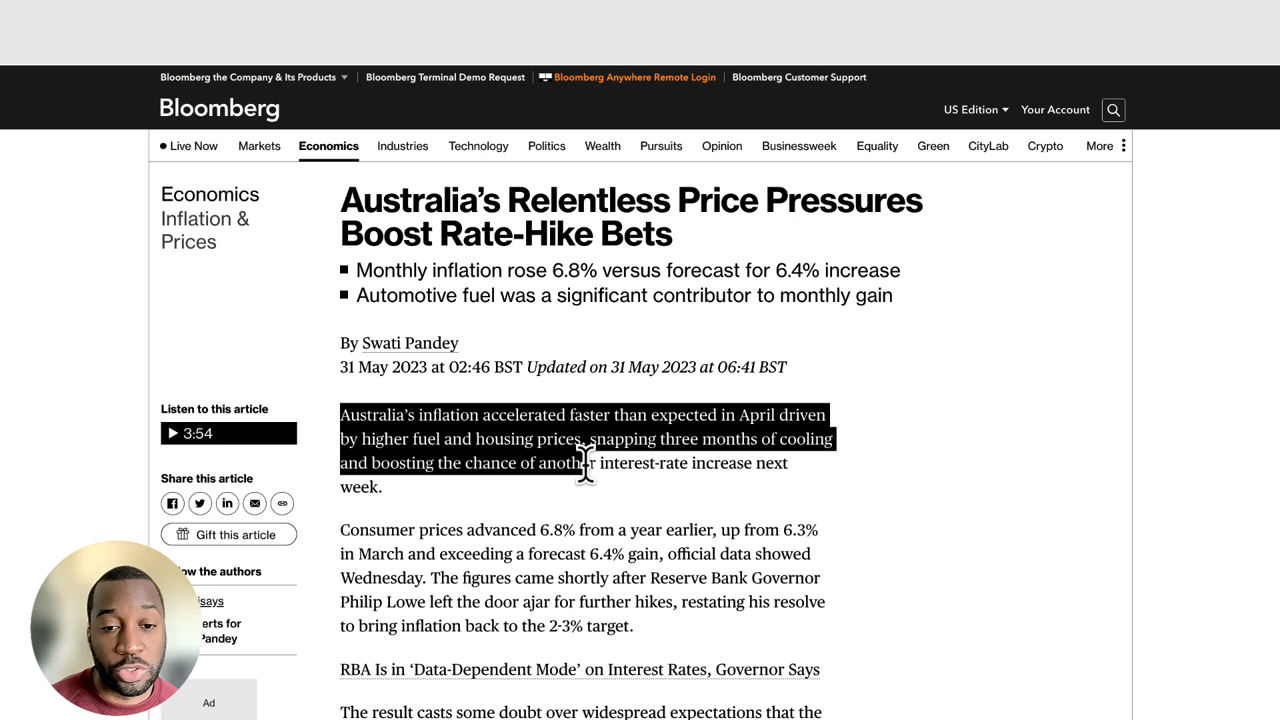 Bloomberg the Company & Its Products
Bloomberg Terminal Demo Request
Bloomberg Anywhere Remote Login
Bloomberg Customer Support
Bloomberg
US Edition
Your Account
Live Now
Markets
Economics
Industries
Technology
Politics
Wealth
Pursuits
Opinion
Businessweek
Equality
Green
CityLab
Crypto
More
Economics
Inflation &
Prices
Australia’s Relentless Price Pressures
Boost Rate-Hike Bets
Monthly inflation rose 6.8% versus forecast for 6.4% increase
Automotive fuel was a significant contributor to monthly gain
By Swati Pandey
31 May 2023 at 02:46 BST Updated on 31 May 2023 at 06:41 BST
Listen to this article
3:54
Share this article
Gift this article
the authors
Pandey
Ad
Australia’s inflation accelerated faster than expected in April driven
by higher fuel and housing prices, snapping three months of cooling
and boosting the chance of another interest-rate increase next
week.
Consumer prices advanced 6.8% from a year earlier, up from 6.3%
in March and exceeding a forecast 6.4% gain, official data showed
Wednesday. The figures came shortly after Reserve Bank Governor
Philip Lowe left the door ajar for further hikes, restating his resolve
to bring inflation back to the 2-3% target.
RBA Is in ‘Data-Dependent Mode’ on Interest Rates, Governor Says
The result casts some doubt over widespread expectations that the